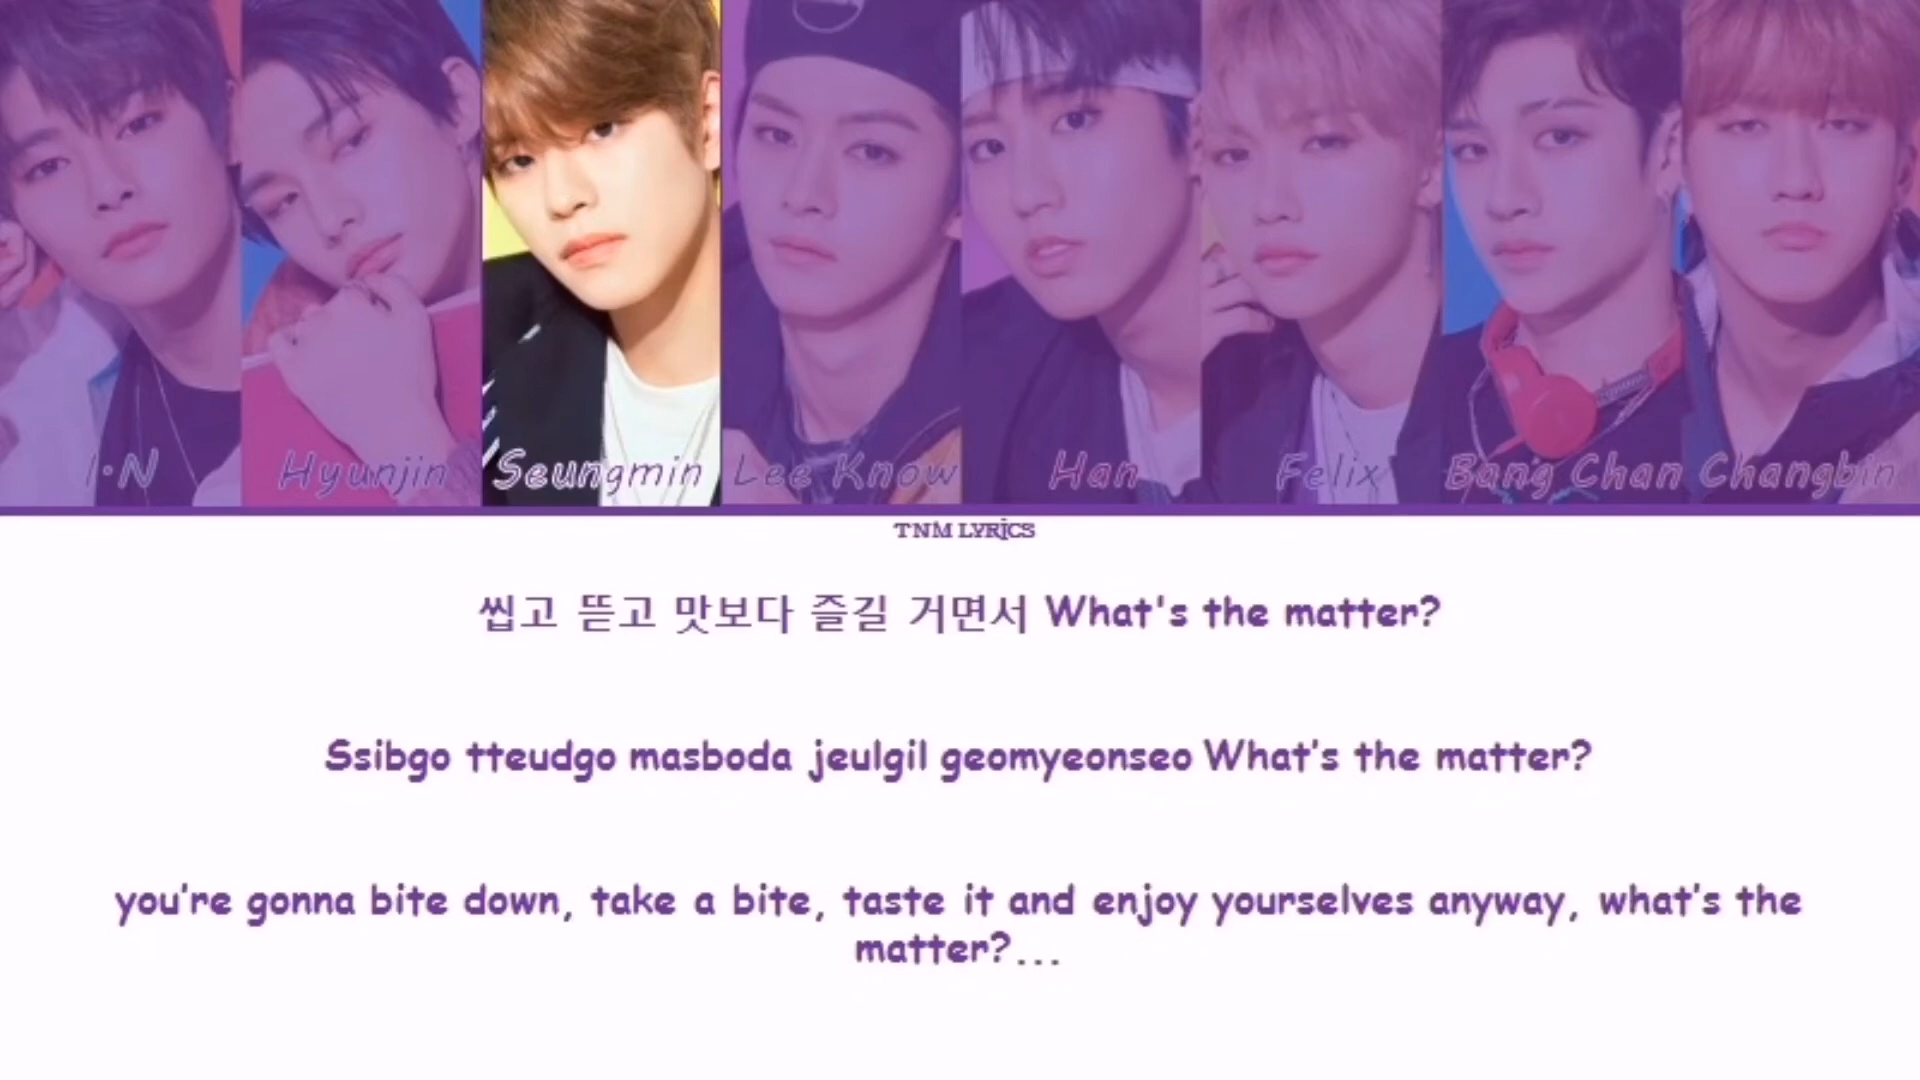 I·N Hyunjin Seungmin Lee Know Han Felix Bang Chan Changbin
TNM LYRICS
씹고 뜯고 맛보다 즐길 거면서 What's the matter?
Ssibgo tteudgo masboda jeulgil geomyeonseo What's the matter?
you're gonna bite down, take a bite, taste it and enjoy yourselves anyway, what's the
matter?...